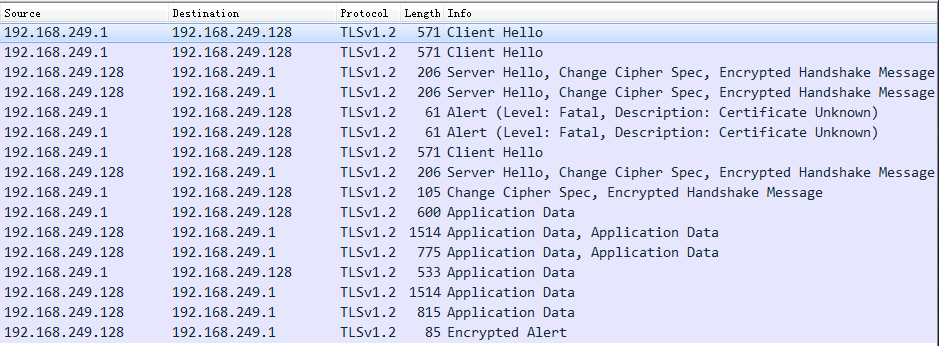 Source Destination Protocol Length Info
192.168.249.1 192.168.249.128 TLSv1.2 571 Client Hello
192.168.249.1 192.168.249.128 TLSv1.2 571 Client Hello
192.168.249.128 192.168.249.1 TLSv1.2 206 Server Hello, Change Cipher Spec, Encrypted Handshake Message
192.168.249.128 192.168.249.1 TLSv1.2 206 Server Hello, Change Cipher Spec, Encrypted Handshake Message
192.168.249.1 192.168.249.128 TLSv1.2 61 Alert (Level: Fatal, Description: Certificate Unknown)
192.168.249.1 192.168.249.128 TLSv1.2 61 Alert (Level: Fatal, Description: Certificate Unknown)
192.168.249.1 192.168.249.128 TLSv1.2 571 Client Hello
192.168.249.128 192.168.249.1 TLSv1.2 206 Server Hello, Change Cipher Spec, Encrypted Handshake Message
192.168.249.1 192.168.249.128 TLSv1.2 105 Change Cipher Spec, Encrypted Handshake Message
192.168.249.1 192.168.249.128 TLSv1.2 600 Application Data
192.168.249.128 192.168.249.1 TLSv1.2 1514 Application Data, Application Data
192.168.249.128 192.168.249.1 TLSv1.2 775 Application Data, Application Data
192.168.249.1 192.168.249.128 TLSv1.2 533 Application Data
192.168.249.128 192.168.249.1 TLSv1.2 1514 Application Data
192.168.249.128 192.168.249.1 TLSv1.2 815 Application Data
192.168.249.128 192.168.249.1 TLSv1.2 85 Encrypted Alert